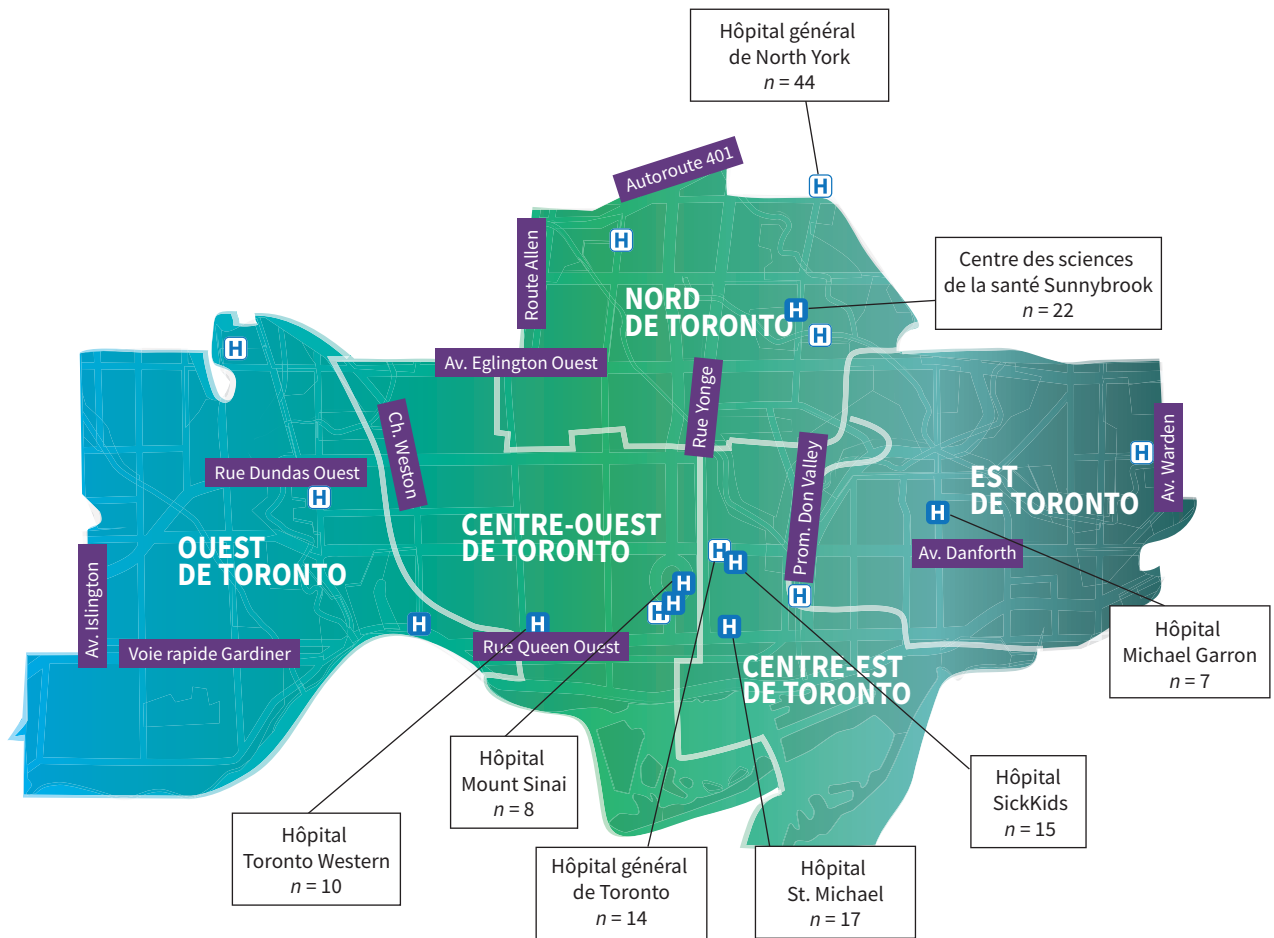 Hôpital général
de North York
n = 44
Autoroute 401
H
H
Route Allen
Centre des sciences
de la santé Sunnybrook
n = 22
NORD
DE TORONTO
H
H
H
Av. Eglington Ouest
Rue Yonge
Ch. Weston
Rue Dundas Ouest
H
Prom. Don Valley
H
Av. Warden
EST
DE TORONTO
H
Av. Danforth
CENTRE-OUEST
DE TORONTO
OUEST
DE TORONTO
H
H
H
H
H
H
Av. Islington
Voie rapide Gardiner
H
H
Rue Queen Ouest
H
CENTRE-EST
DE TORONTO
Hôpital
Michael Garron
n = 7
Hôpital
Mount Sinai
n = 8
Hôpital
SickKids
n = 15
Hôpital
Toronto Western
n = 10
Hôpital général
de Toronto
n = 14
Hôpital
St. Michael
n = 17